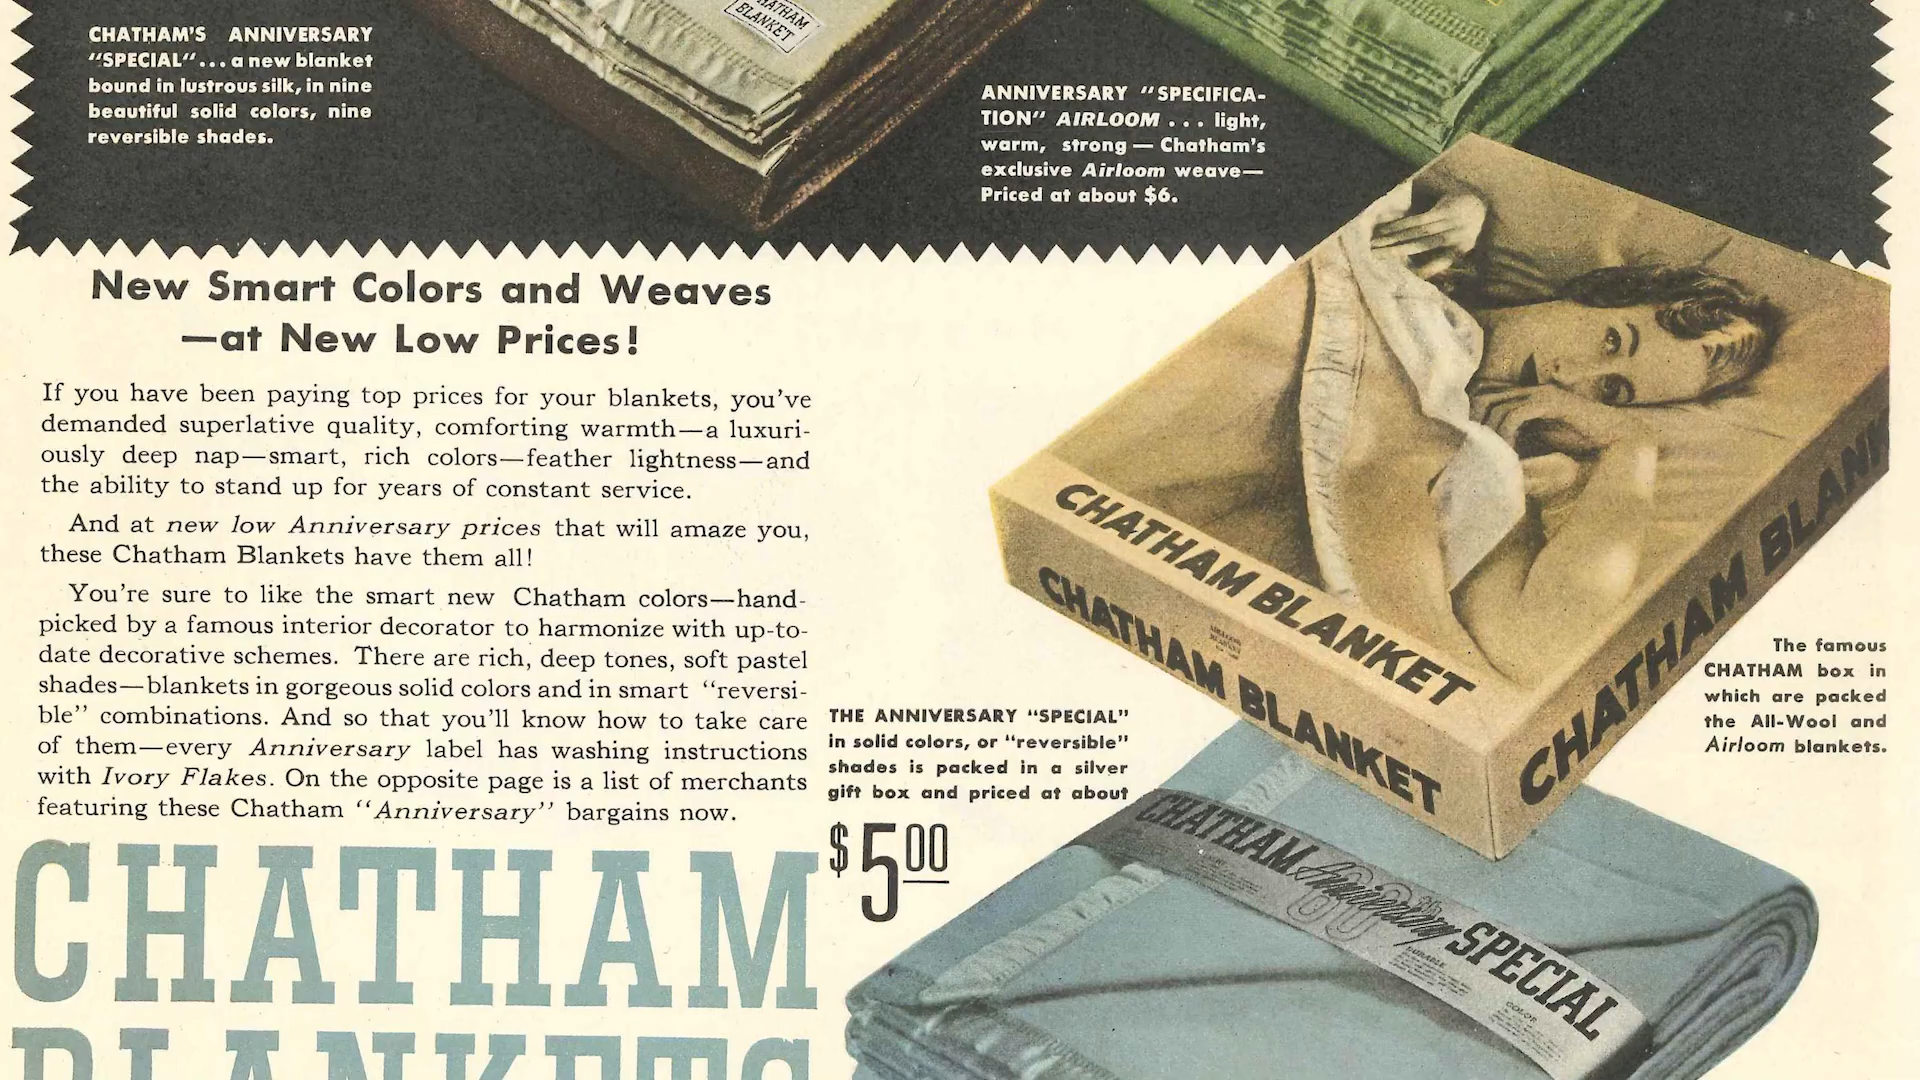 CHATHAM
BLANKET
CHATHAM'S ANNIVERSARY
"SPECIAL"... a new blanket
bound in lustrous silk, in nine
beautiful solid colors, nine
reversible shades.
ANNIVERSARY "SPECIFICA-
TION" AIRLOOM ... light,
warm, strong — Chatham's
exclusive Airloom weave—
Priced at about $6.
New Smart Colors and Weaves
—at New Low Prices!
If you have been paying top prices for your blankets, you've
demanded superlative quality, comforting warmth—a luxuri-
ously deep nap—smart, rich colors—feather lightness—and
the ability to stand up for years of constant service.
And at new low Anniversary prices that will amaze you,
these Chatham Blankets have them all!
You're sure to like the smart new Chatham colors—hand-
picked by a famous interior decorator to harmonize with up-to-
date decorative schemes. There are rich, deep tones, soft pastel
shades—blankets in gorgeous solid colors and in smart "reversi-
ble" combinations. And so that you'll know how to take care
of them—every Anniversary label has washing instructions
with Ivory Flakes. On the opposite page is a list of merchants
featuring these Chatham "Anniversary" bargains now.
CHATHAM BLANKET
CHATHAM BLANKET
CHATHAM BLANK
The famous
CHATHAM box in
which are packed
the All-Wool and
Airloom blankets.
THE ANNIVERSARY "SPECIAL"
in solid colors, or "reversible"
shades is packed in a silver
gift box and priced at about
$5.00
CHATHAM Anniversary SPECIAL
60th
DURABLE
COLOR
CHATHAM
BLANKETS